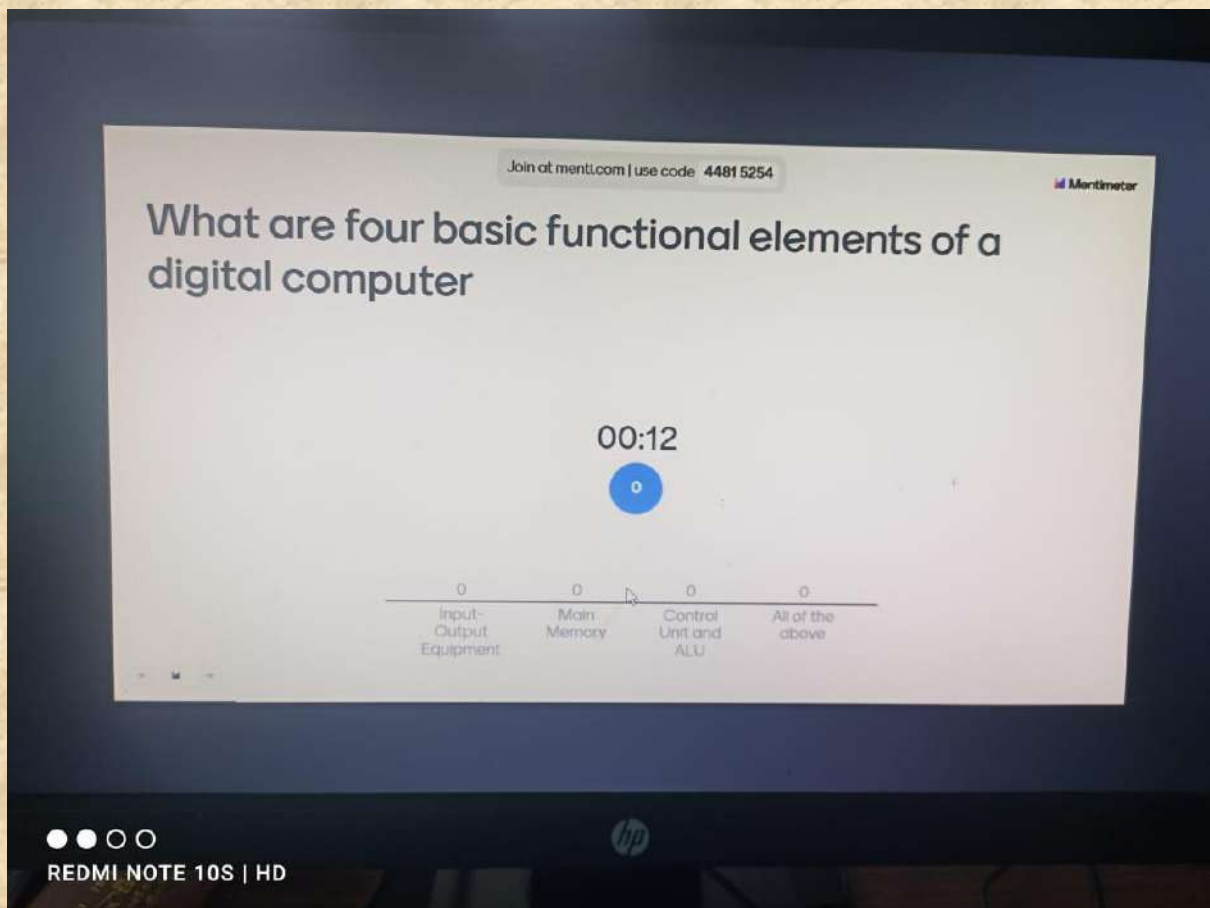 Join at menti.com | use code 4481 5254
Mentimeter
What are four basic functional elements of a
digital computer
00:12
0
0 0 0 0
Input-
Output
Equipment
Main
Memory
Control
Unit and
ALU
All of the
above
hp
REDMI NOTE 10S | HD